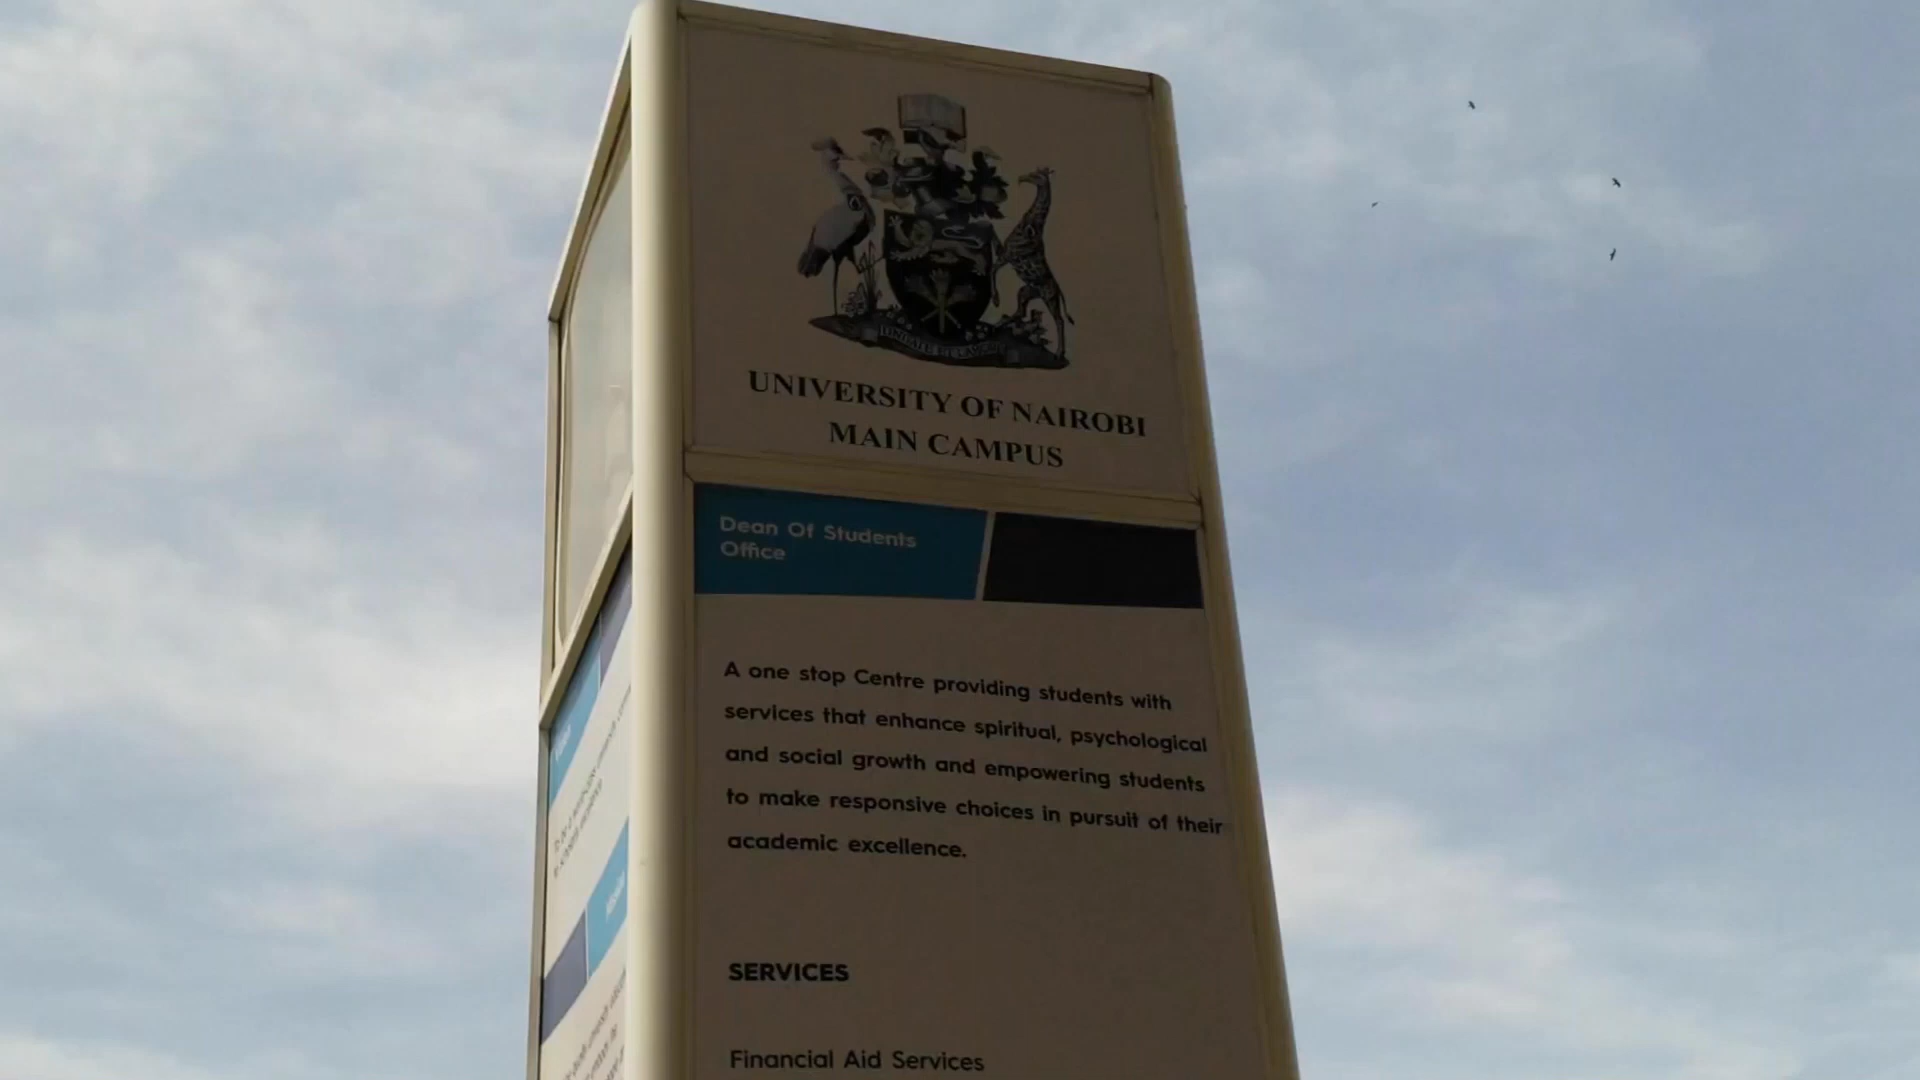 UNIVERSITY OF NAIROBI
MAIN CAMPUS
Dean Of Students
Office
A one stop Centre providing students with
services that enhance spiritual, psychological
and social growth and empowering students
to make responsive choices in pursuit of their
academic excellence.
SERVICES
Financial Aid Services